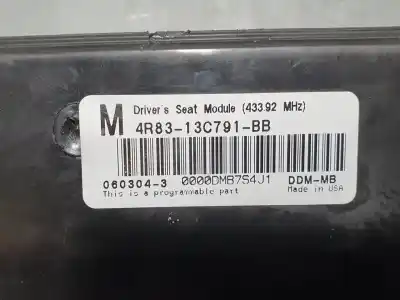 Driver's Seat Module (433.92 MHz)
M 4R83-13C791-BB
060304-3 0000DMB7S4J1 DDM-MB
This is a programmable part Made in USA